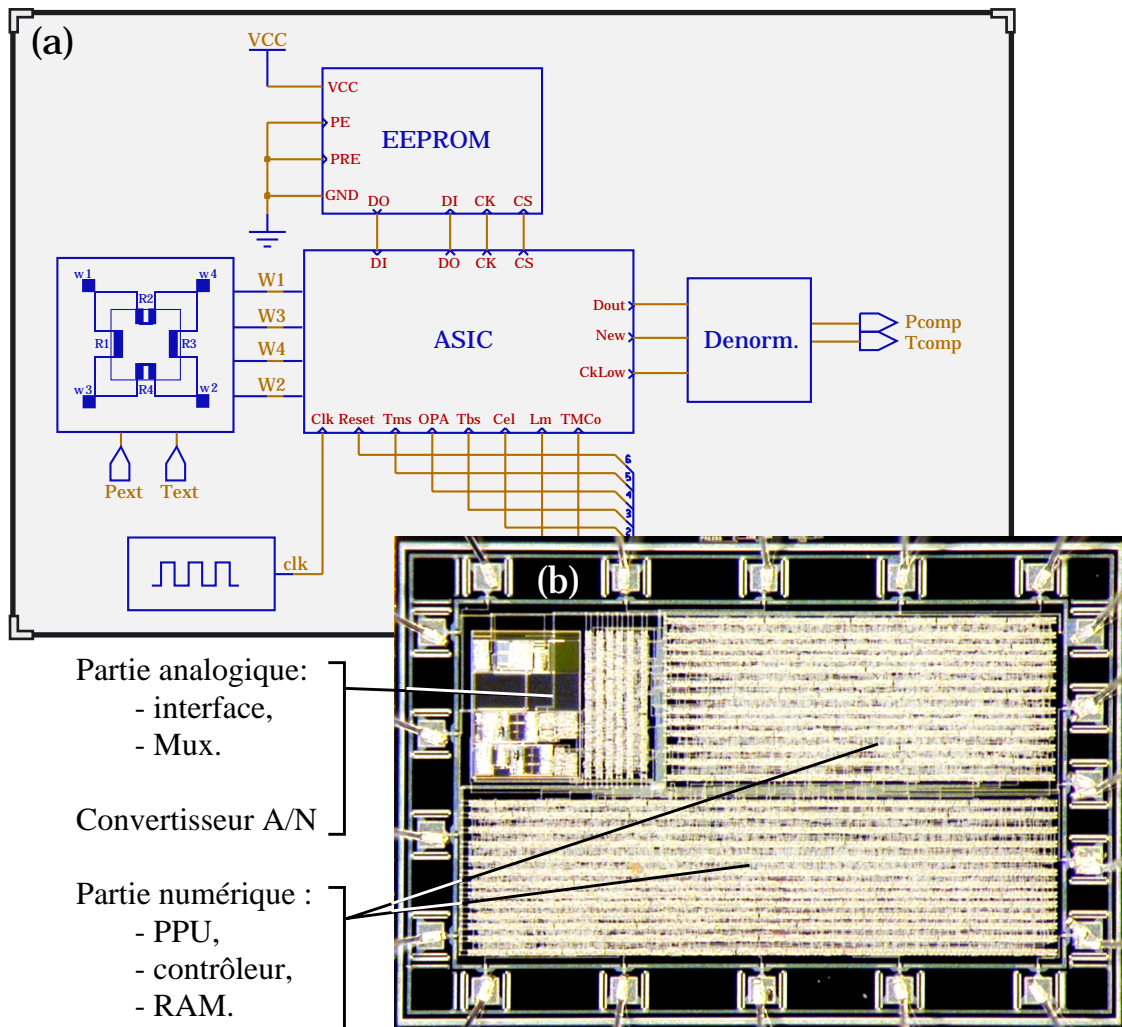 (a)
VCC
VCC
PE
EEPROM
PRE
GND
DO DI CK CS
DI DO CK CS
w1 w4
R2
R1 R3
R4
w3 w2
W1
W3
W4
W2
ASIC
Dout
New
CkLow
Denorm.
Pcomp
Tcomp
Clk Reset Tms OPA Tbs Cel Lm TMCo
Pext Text
6
5
4
3
2
clk
(b)
Partie analogique:
- interface,
- Mux.
Convertisseur A/N
Partie numérique :
- PPU,
- contrôleur,
- RAM.